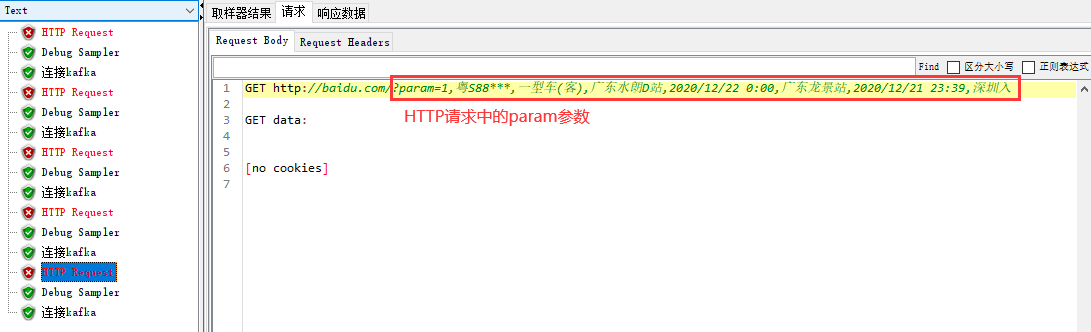 Text
HTTP Request
Debug Sampler
连接kafka
HTTP Request
Debug Sampler
连接kafka
HTTP Request
Debug Sampler
连接kafka
HTTP Request
Debug Sampler
连接kafka
HTTP Request
Debug Sampler
连接kafka
取样器结果 请求 响应数据
Request Body Request Headers
Find 区分大小写 正则表达式
1 GET http://baidu.com/?param=1,粤S88***,一型车(客),广东水朗D站,2020/12/22 0:00,广东龙景站,2020/12/21 23:39,深圳入
HTTP请求中的param参数
2
3 GET data:
4
5
6 [no cookies]
7